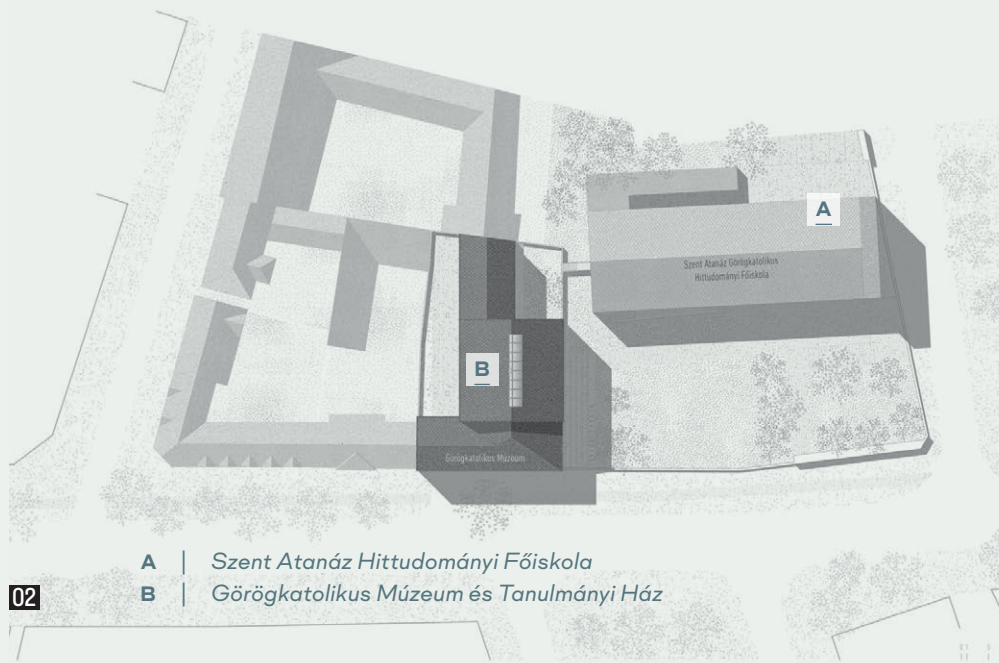 A
Szent Atanáz Görögkatolikus
Hittudományi Főiskola
B
Görögkatolikus Múzeum
A | Szent Atanáz Hittudományi Főiskola
B | Görögkatolikus Múzeum és Tanulmányi Ház
02